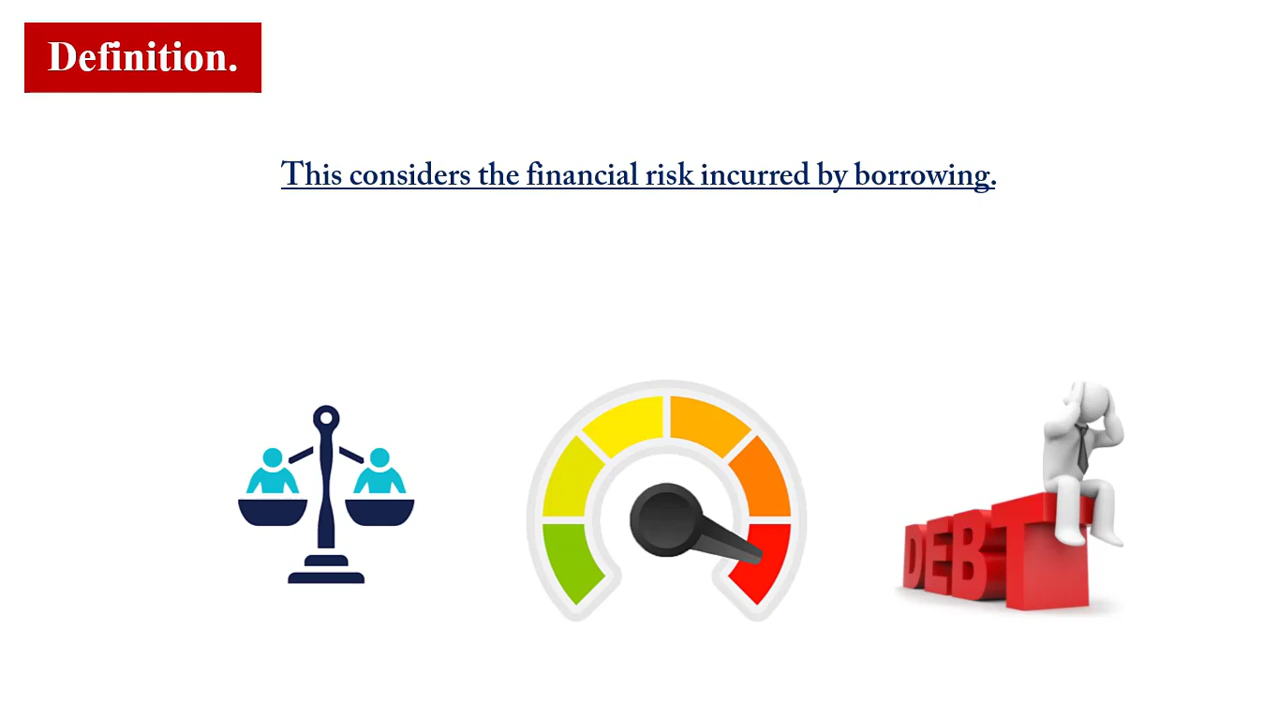 Definition.
This considers the financial risk incurred by borrowing.
DEBT